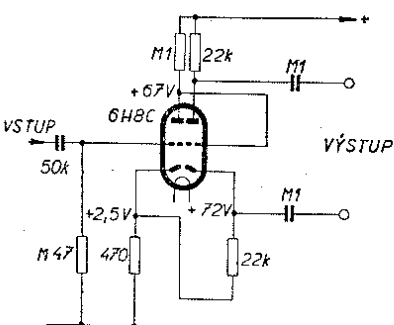 +
M1
22k
M1
+67V
6H8C
VSTUP
VÝSTUP
50k
M1
+2,5V
+72V
M47
470
22k